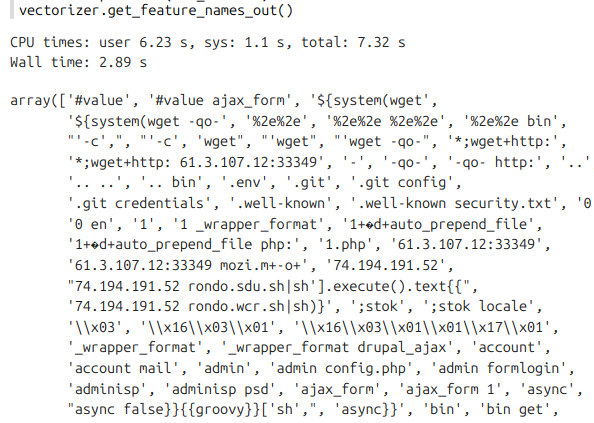 vectorizer.get_feature_names_out()
CPU times: user 6.23 s, sys: 1.1 s, total: 7.32 s
Wall time: 2.89 s
array(['#value', '#value ajax_form', '${system(wget',
'${system(wget -qo-', '%2e%2e', '%2e%2e %2e%2e', '%2e%2e bin',
"'-c',", "'-c', 'wget", "'wget", "'wget -qo-", '*;wget+http:',
'*;wget+http: 61.3.107.12:33349', '-', '-qo-', '-qo- http:', '..'
'.. ..', '.. bin', '.env', '.git', '.git config',
'.git credentials', '.well-known', '.well-known security.txt', '0
'0 en', '1', '1 _wrapper_format', '1+�d+auto_prepend_file',
'1+�d+auto_prepend_file php:', '1.php', '61.3.107.12:33349',
'61.3.107.12:33349 mozi.m+-o+', '74.194.191.52',
"74.194.191.52 rondo.sdu.sh|sh'].execute().text{{",
'74.194.191.52 rondo.wcr.sh|sh)}', ';stok', ';stok locale',
'\\x03', '\\x16\\x03\\x01', '\\x16\\x03\\x01\\x01\\x17\\x01',
'_wrapper_format', '_wrapper_format drupal_ajax', 'account',
'account mail', 'admin', 'admin config.php', 'admin formlogin',
'adminisp', 'adminisp psd', 'ajax_form', 'ajax_form 1', 'async',
"async false}}{{groovy}}['sh',", 'async}}', 'bin', 'bin get',